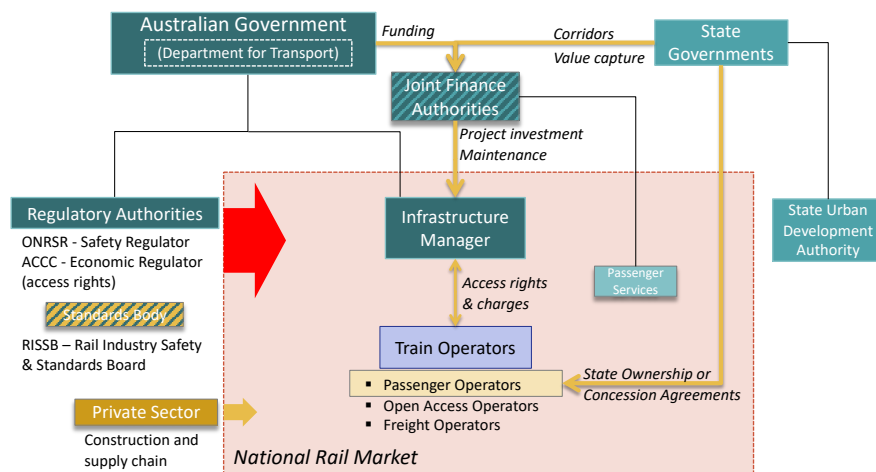 Australian Government
(Department for Transport)
Funding
Corridors
Value capture
State
Governments
Joint Finance
Authorities
Project investment
Maintenance
Regulatory Authorities
ONRSR - Safety Regulator
ACCC - Economic Regulator
(access rights)
Infrastructure
Manager
State Urban
Development
Authority
Passenger
Services
Access rights
& charges
Standards Body
RISSB – Rail Industry Safety
& Standards Board
Train Operators
▪ Passenger Operators
▪ Open Access Operators
▪ Freight Operators
State Ownership or
Concession Agreements
Private Sector
Construction and
supply chain
National Rail Market